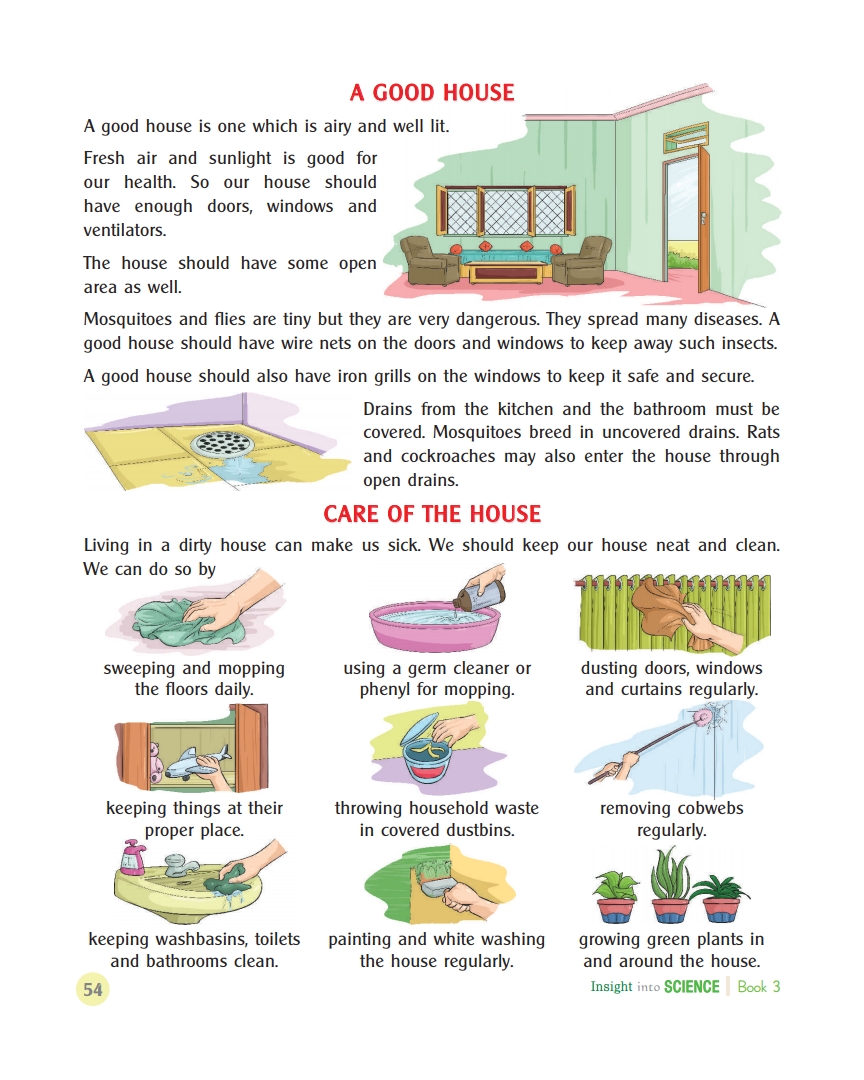 A GOOD HOUSE
A good house is one which is airy and well lit.
Fresh air and sunlight is good for
our health. So our house should
have enough doors, windows and
ventilators.
The house should have some open
area as well.
Mosquitoes and flies are tiny but they are very dangerous. They spread many diseases. A
good house should have wire nets on the doors and windows to keep away such insects.
A good house should also have iron grills on the windows to keep it safe and secure.
Drains from the kitchen and the bathroom must be
covered. Mosquitoes breed in uncovered drains. Rats
and cockroaches may also enter the house through
open drains.
CARE OF THE HOUSE
Living in a dirty house can make us sick. We should keep our house neat and clean.
We can do so by
sweeping and mopping
the floors daily.
using a germ cleaner or
phenyl for mopping.
dusting doors, windows
and curtains regularly.
keeping things at their
proper place.
throwing household waste
in covered dustbins.
removing cobwebs
regularly.
keeping washbasins, toilets
and bathrooms clean.
painting and white washing
the house regularly.
growing green plants in
and around the house.
54
Insight into SCIENCE Book 3